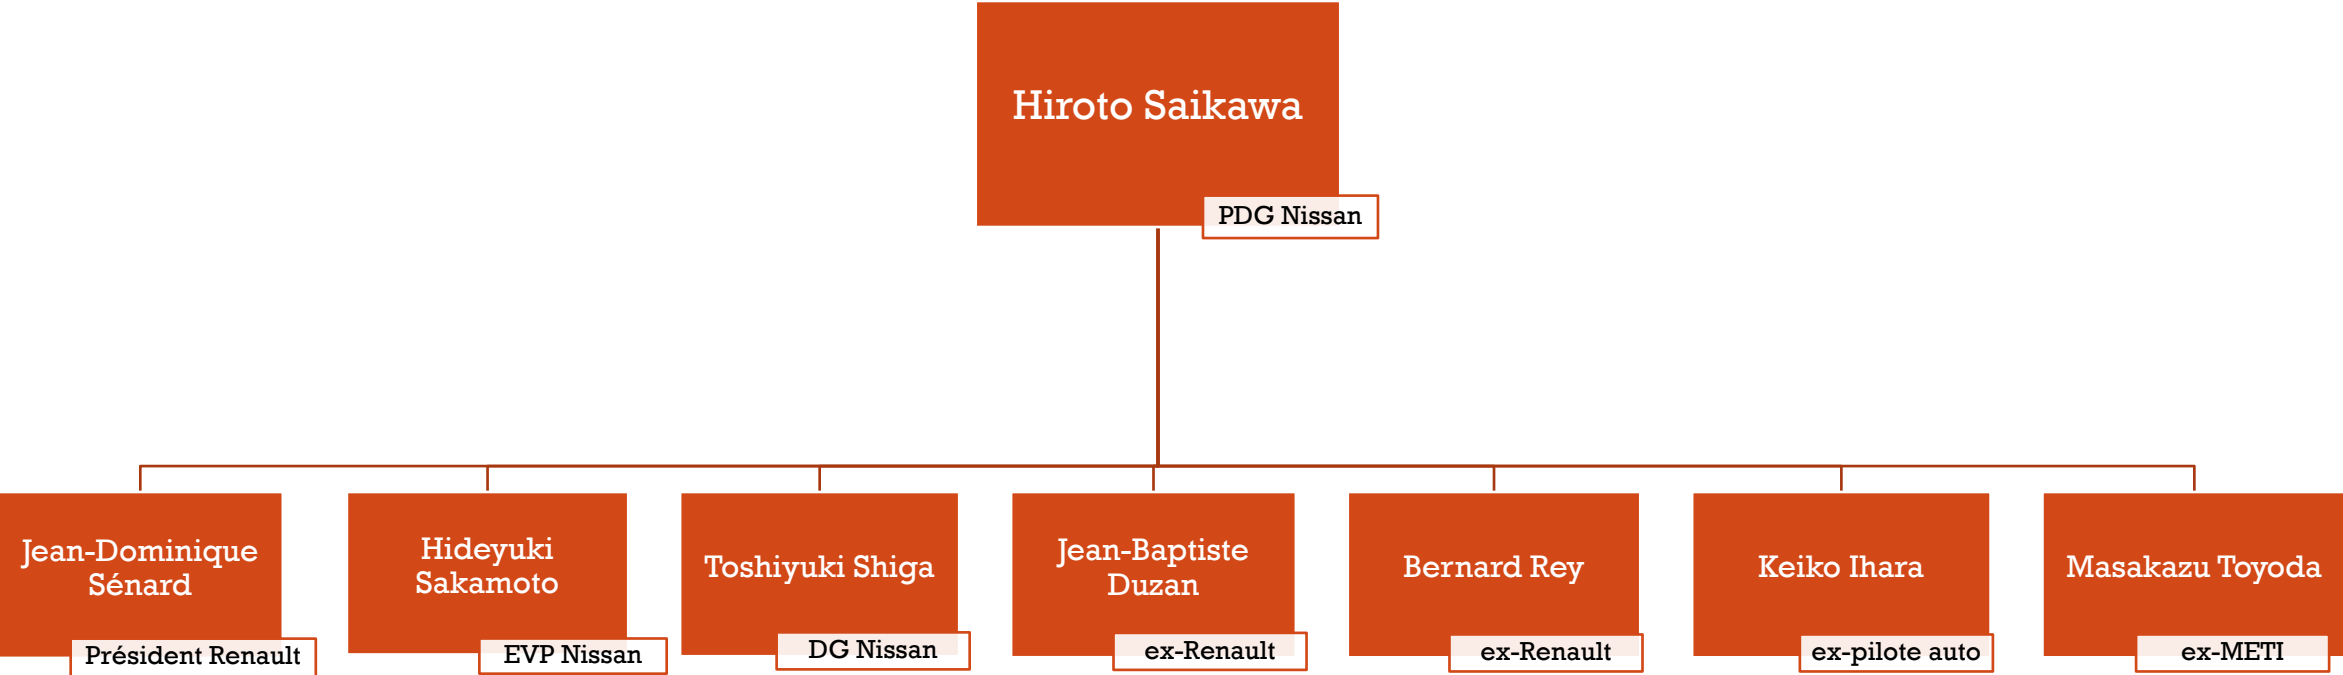 Hiroto Saikawa
PDG Nissan
Jean-Dominique
Sénard
Président Renault
Hideyuki
Sakamoto
EVP Nissan
Toshiyuki Shiga
DG Nissan
Jean-Baptiste
Duzan
ex-Renault
Bernard Rey
ex-Renault
Keiko Ihara
ex-pilote auto
Masakazu Toyoda
ex-METI